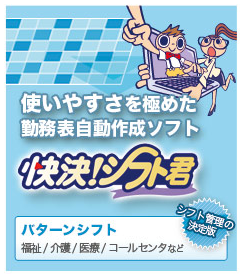 使いやすさを極めた
勤務表自動作成ソフト
快決!シフト君
シフト管理の
決定版
パターンシフト
福祉/介護/医療/コールセンタなど